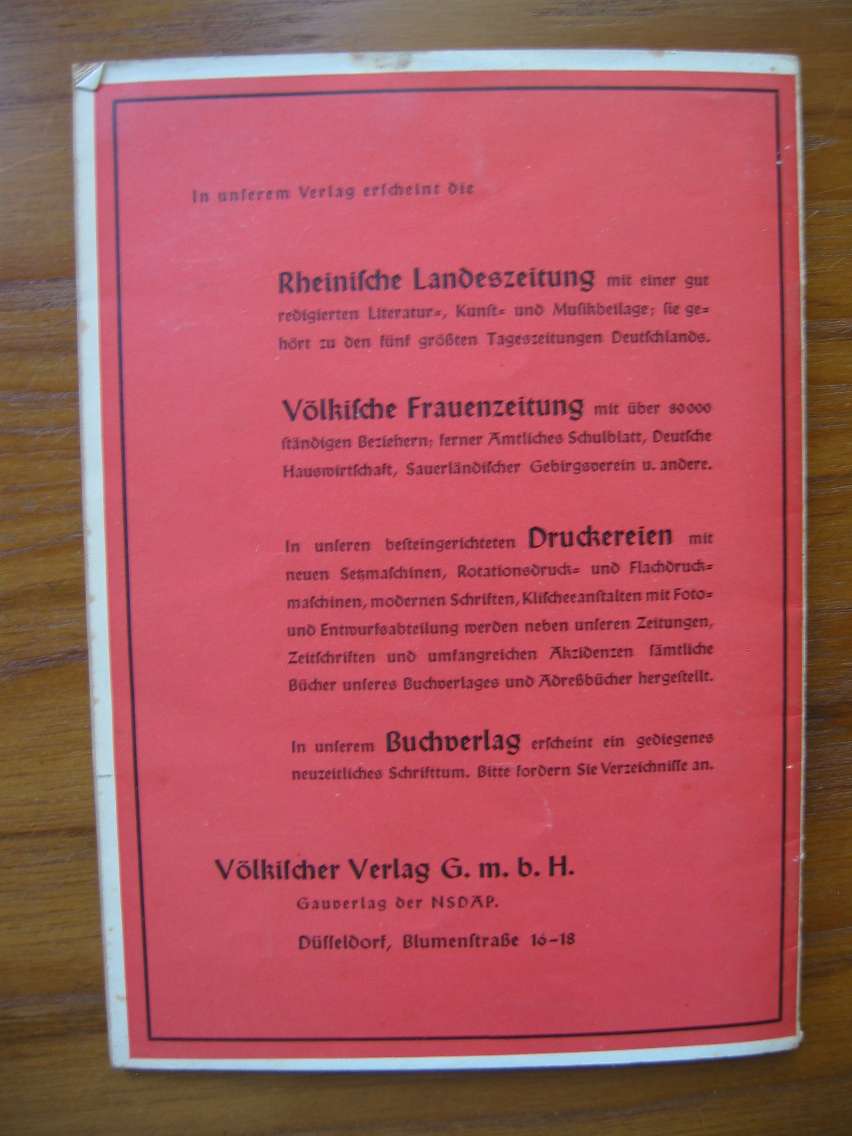 In unſerem Verlag erſcheint die
Rheiniſche Landeszeitung mit einer gut
redigierten Literatur=, Kunſt= und Muſikbeilage; ſie ge=
hört zu den fünf größten Tageszeitungen Deutſchlands.
Völkiſche Frauenzeitung mit über 80000
ſtändigen Beziehern; ferner Amtliches Schulblatt, Deutſche
Hauswirtſchaft, Sauerländiſcher Gebirgsverein u. andere.
In unſeren beſteingerichteten Druckereien mit
neuen Setzmaſchinen, Rotationsdruck= und Flachdruck=
maſchinen, modernen Schriften, Kliſcheeanſtalten mit Foto=
und Entwurfsabteilung werden neben unſeren Zeitungen,
Zeitſchriften und umfangreichen Akzidenzen ſämtliche
Bücher unſeres Buchverlages und Adreßbücher hergeſtellt.
In unſerem Buchverlag erſcheint ein gediegenes
neuzeitliches Schrifttum. Bitte fordern Sie Verzeichniſſe an.
Völkiſcher Verlag G. m. b. H.
Gauverlag der NSDAP.
Düſſeldorf, Blumenſtraße 16–18